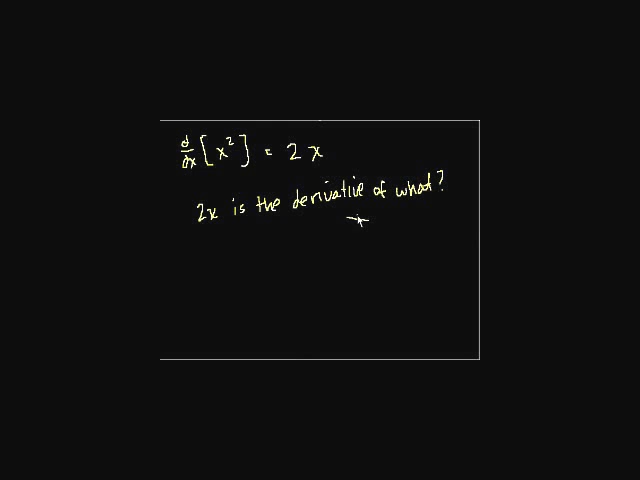 d/dx [x²] = 2x
2x is the derivative of what?